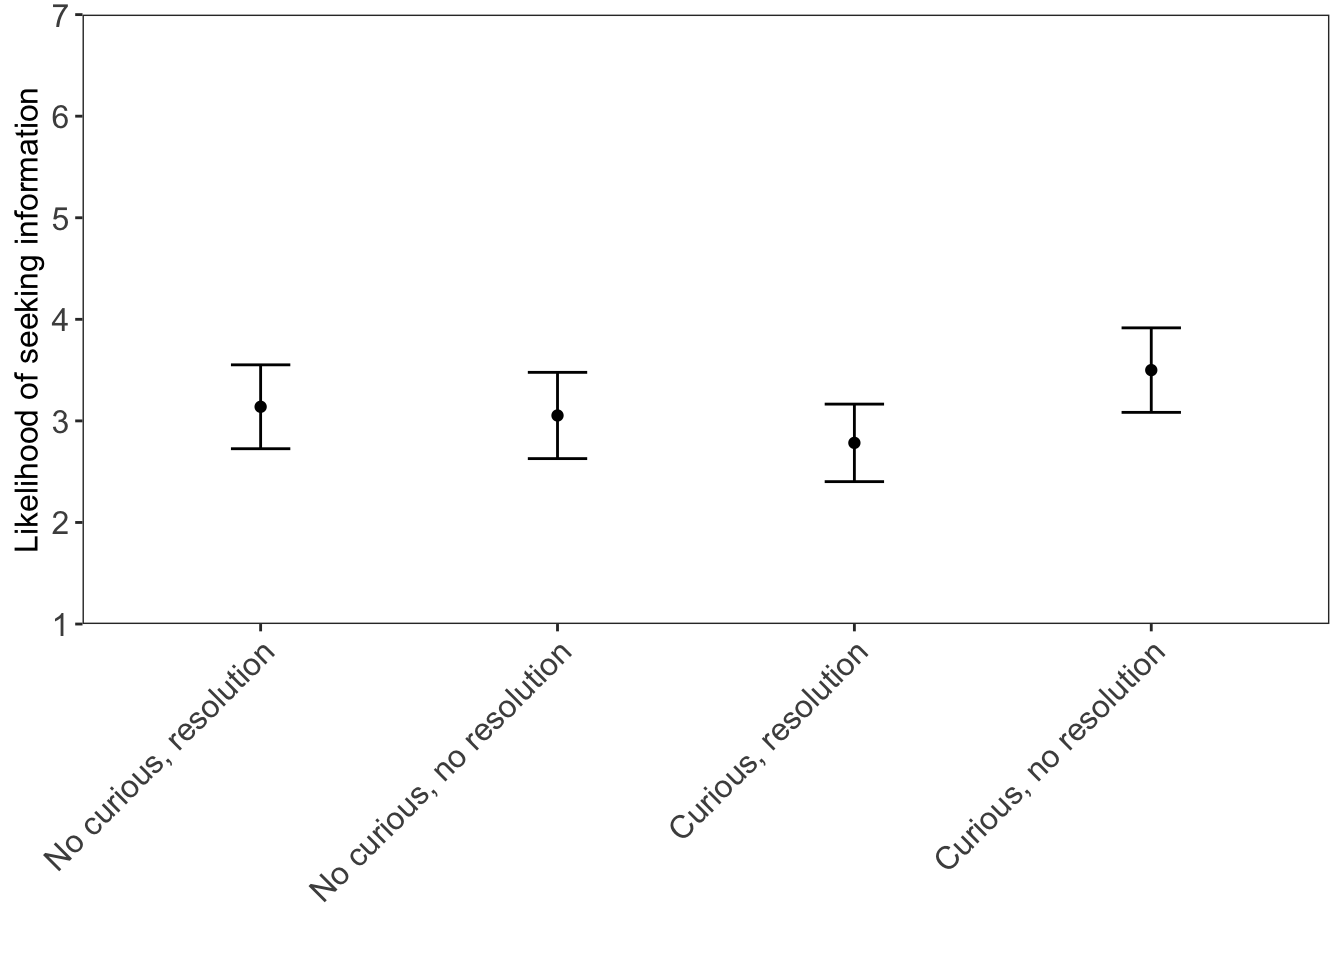 Likelihood of seeking information
7
6
5
4
3
2
1
No curious, resolution
No curious, no resolution
Curious, resolution
Curious, no resolution